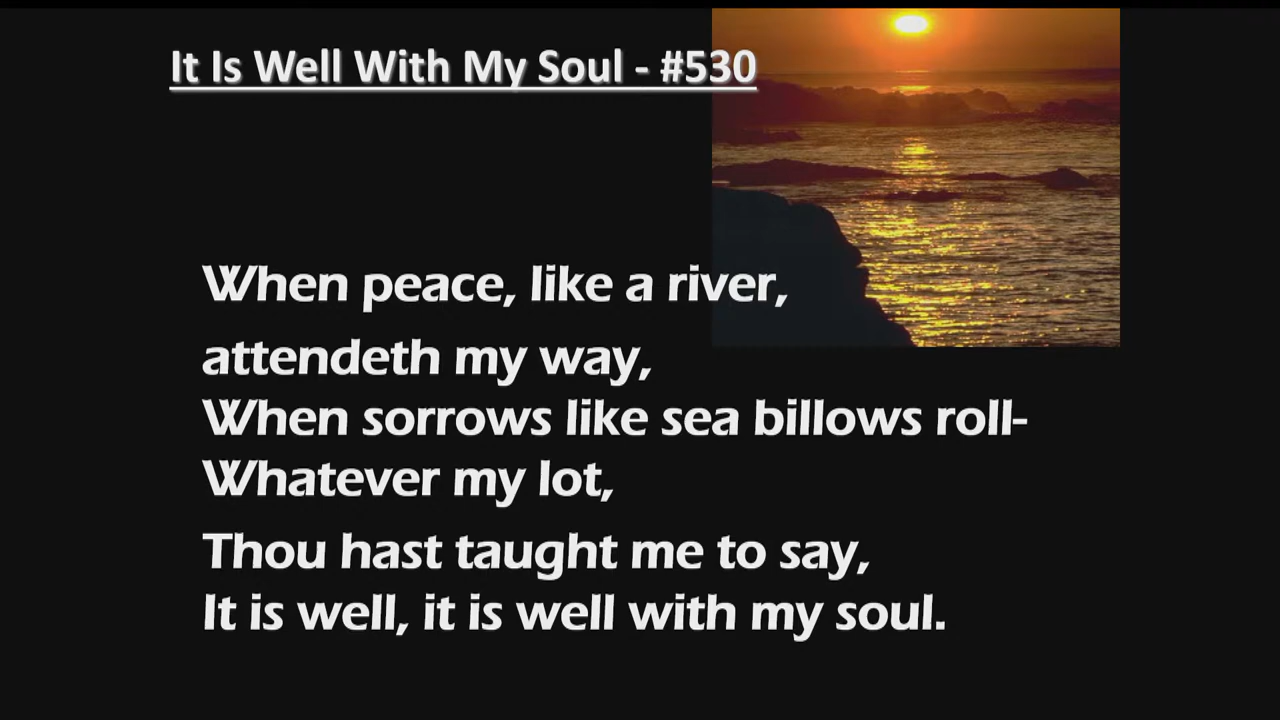 It Is Well With My Soul - #530
When peace, like a river,
attendeth my way,
When sorrows like sea billows roll-
Whatever my lot,
Thou hast taught me to say,
It is well, it is well with my soul.